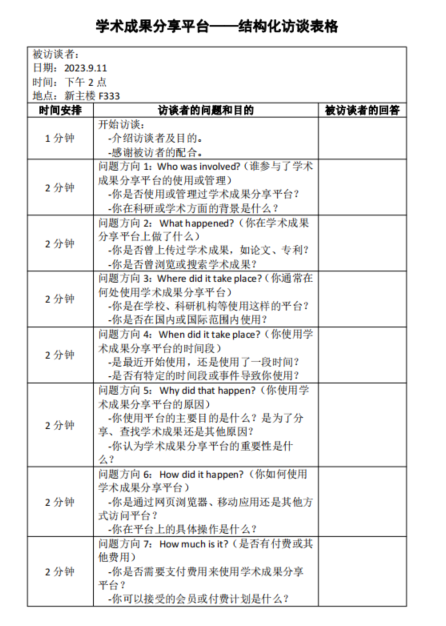 学术成果分享平台——结构化访谈表格
被访谈者：
日期：2023.9.11
时间：下午 2 点
地点：新主楼 F333
时间安排 访谈者的问题和目的 被访谈者的回答
1 分钟
开始访谈：
-介绍访谈者及目的。
-感谢被访者的配合。
2 分钟
问题方向 1：Who was involved?（谁参与了学术
成果分享平台的使用或管理）
-你是否使用或管理过学术成果分享平台？
-你在科研或学术方面的背景是什么？
2 分钟
问题方向 2：What happened?（你在学术成果
分享平台上做了什么）
-你是否曾上传过学术成果，如论文、专利？
-你是否曾浏览或搜索学术成果？
2 分钟
问题方向 3：Where did it take place?（你通常在
何处使用学术成果分享平台）
-你是在学校、科研机构等使用这样的平台？
-你是否在国内或国际范围内使用？
2 分钟
问题方向 4：When did it take place?（你使用学
术成果分享平台的时间段）
-是最近开始使用，还是使用了一段时间？
-是否有特定的时间段或事件导致你使用？
2 分钟
问题方向 5：Why did that happen?（你使用学
术成果分享平台的原因）
-你使用平台的主要目的是什么？是为了分
享、查找学术成果还是其他原因？
-你认为学术成果分享平台的重要性是什
么？
2 分钟
问题方向 6：How did it happen?（你如何使用
学术成果分享平台）
-你是通过网页浏览器、移动应用还是其他方
式访问平台？
-你在平台上的具体操作是什么？
2 分钟
问题方向 7：How much is it?（是否有付费或其
他费用）
-你是否需要支付费用来使用学术成果分享
平台？
-你可以接受的会员或付费计划是什么？